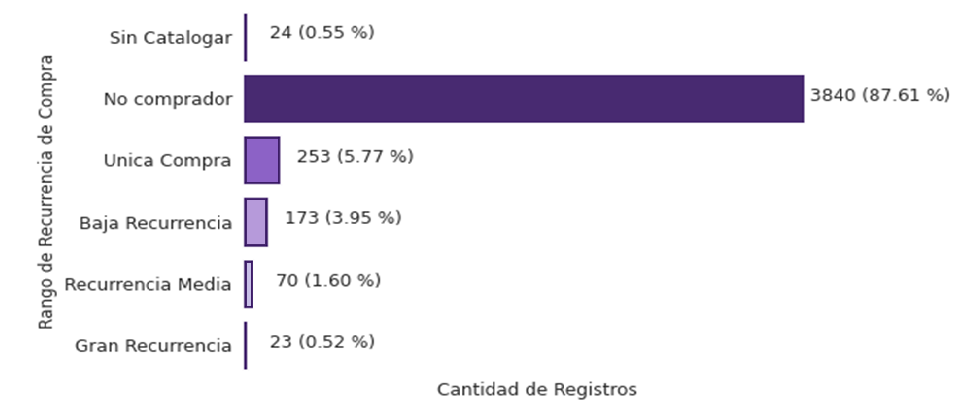 Rango de Recurrencia de Compra
Sin Catalogar 24 (0.55 %)
No comprador 3840 (87.61 %)
Unica Compra 253 (5.77 %)
Baja Recurrencia 173 (3.95 %)
Recurrencia Media 70 (1.60 %)
Gran Recurrencia 23 (0.52 %)
Cantidad de Registros